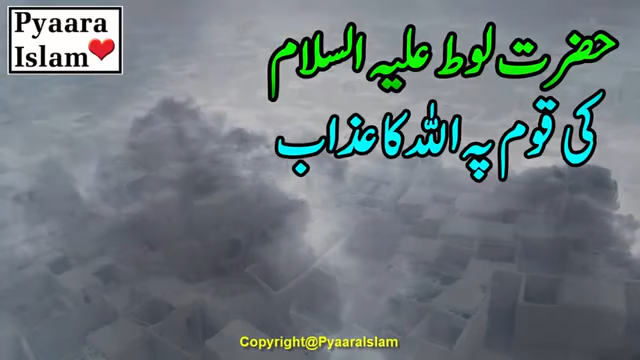 Pyaara
Islam
حضرت لوط علیہ السلام
کی قوم پہ اللہ کا عذاب
Copyright@PyaaraIslam